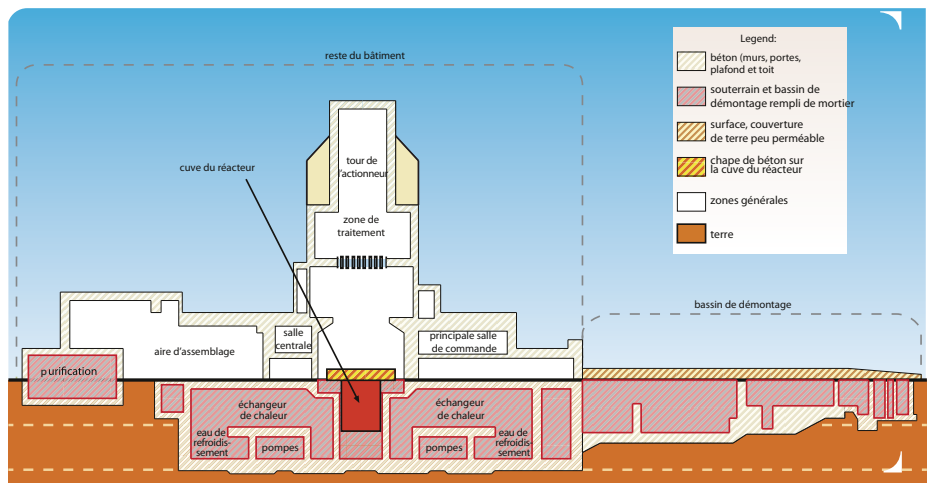 reste du bâtiment
Legend:
béton (murs, portes,
plafond et toit
souterrain et bassin de
démontage rempli de mortier
surface, couverture
de terre peu perméable
chape de béton sur
la cuve du réacteur
zones générales
terre
cuve du réacteur
tour de
l'actionneur
zone de
traitement
bassin de démontage
salle
centrale
principale salle
de commande
aire d'assemblage
purification
échangeur
de chaleur
échangeur
de chaleur
eau de
refroidis-
sement
pompes
pompes
eau de
refroidis-
sement